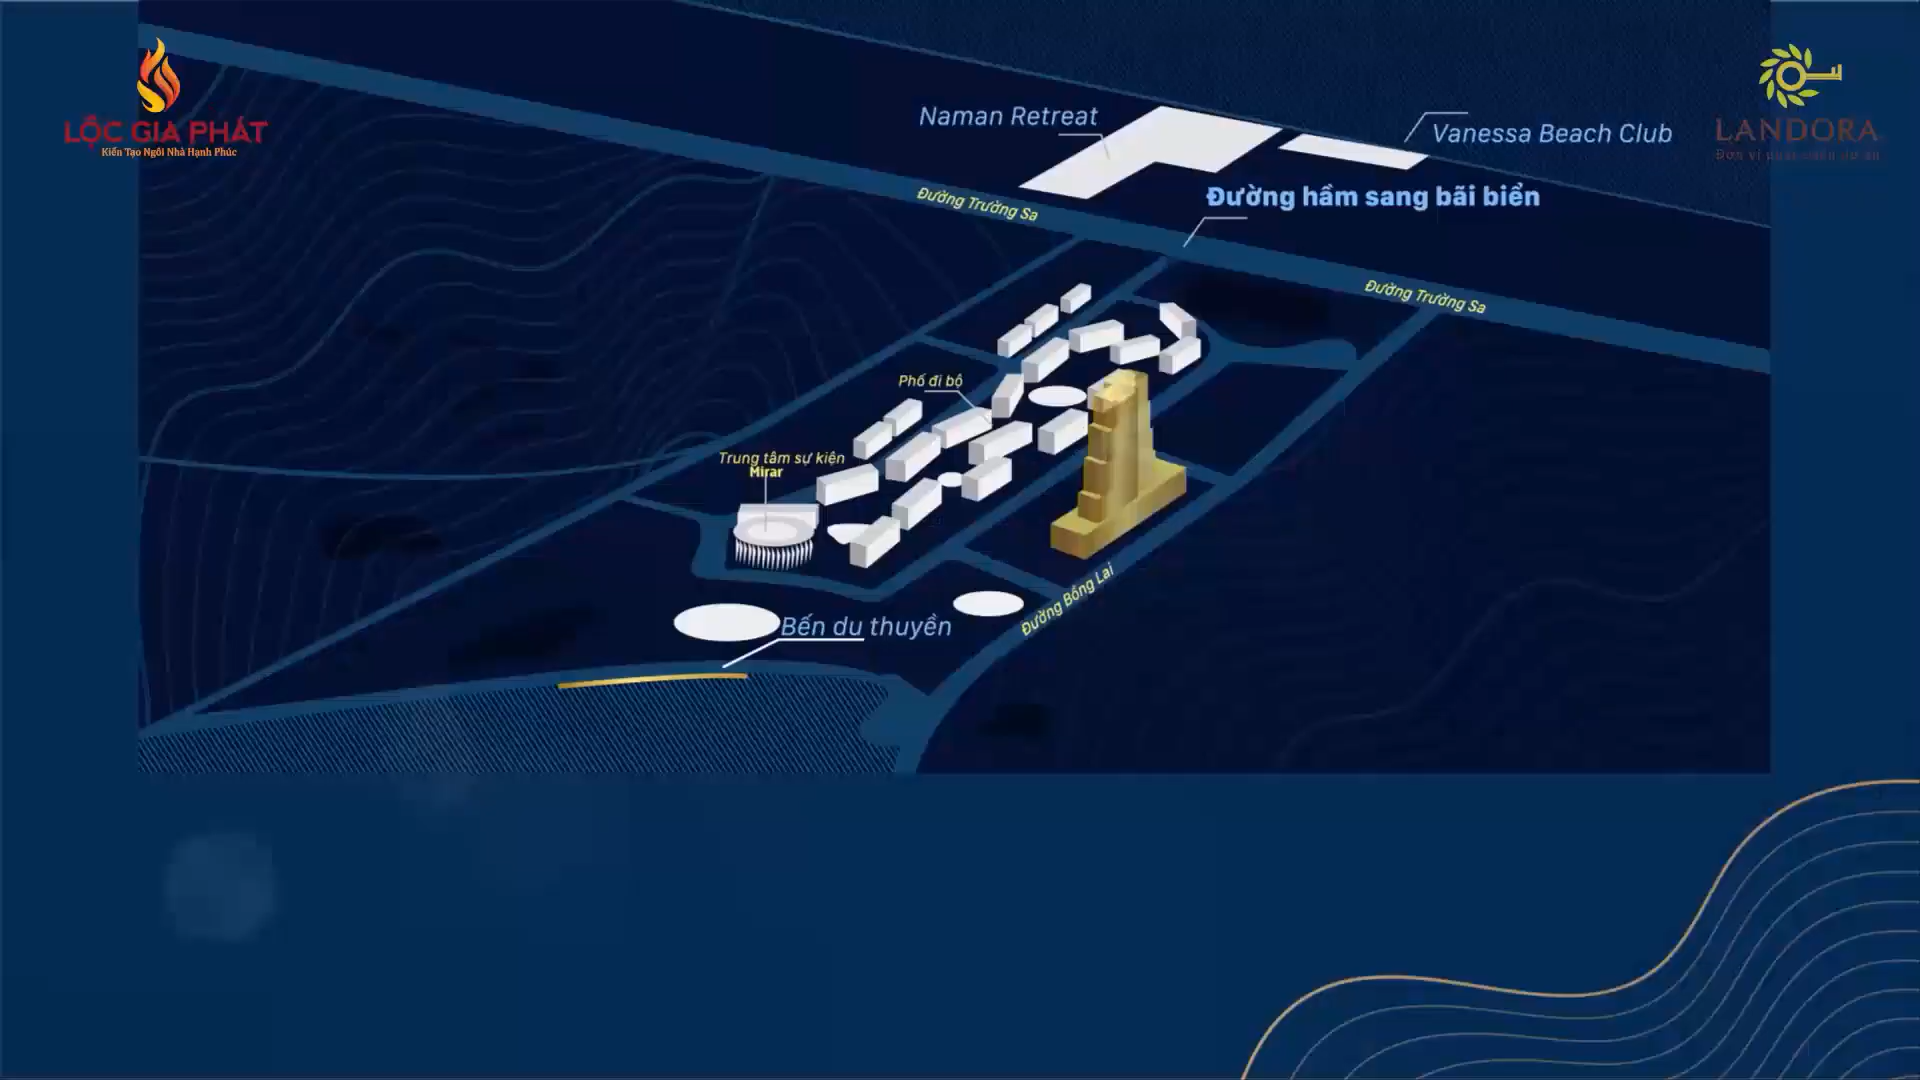 LỘC GIA PHÁT
Kiến Tạo Ngôi Nhà Hạnh Phúc
LANDORA
Naman Retreat
Vanessa Beach Club
Đường hầm sang bãi biển
Đường Trường Sa
Đường Trường Sa
Phố đi bộ
Trung tâm sự kiện
Mirar
Đường Bồng Lai
Bến du thuyền